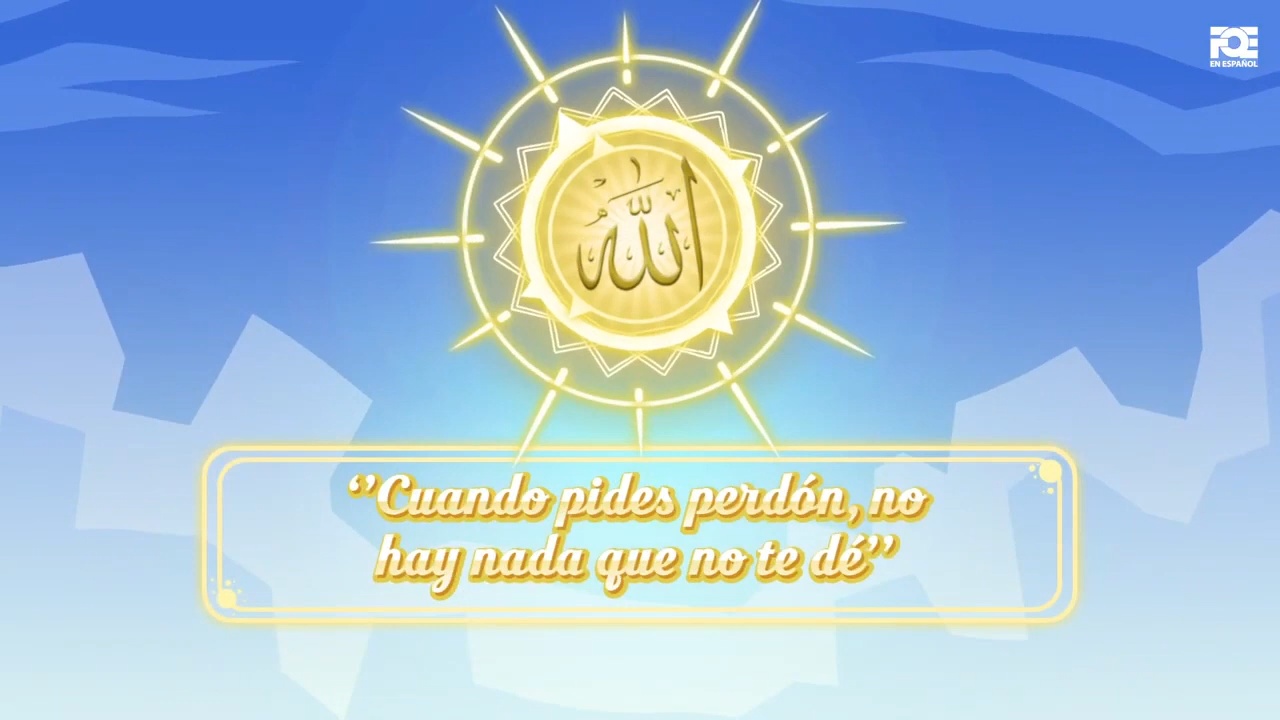 FOE
EN ESPAÑOL
الله
‘’Cuando pides perdón, no
hay nada que no te dé’’